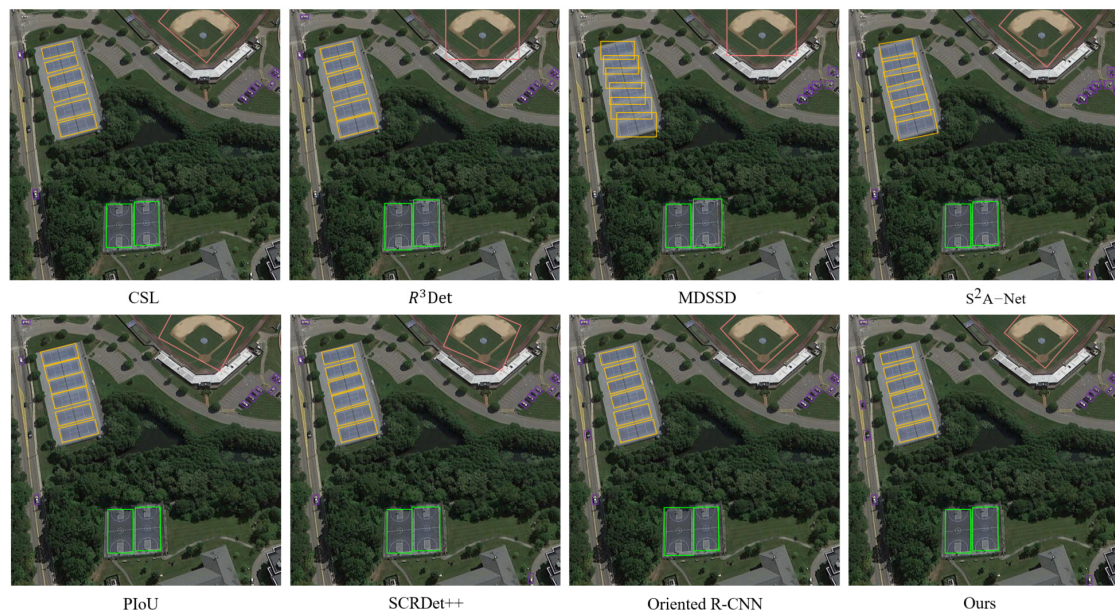 CSL
R³Det
MDSSD
S²A–Net
PIoU
SCRDet++
Oriented R-CNN
Ours